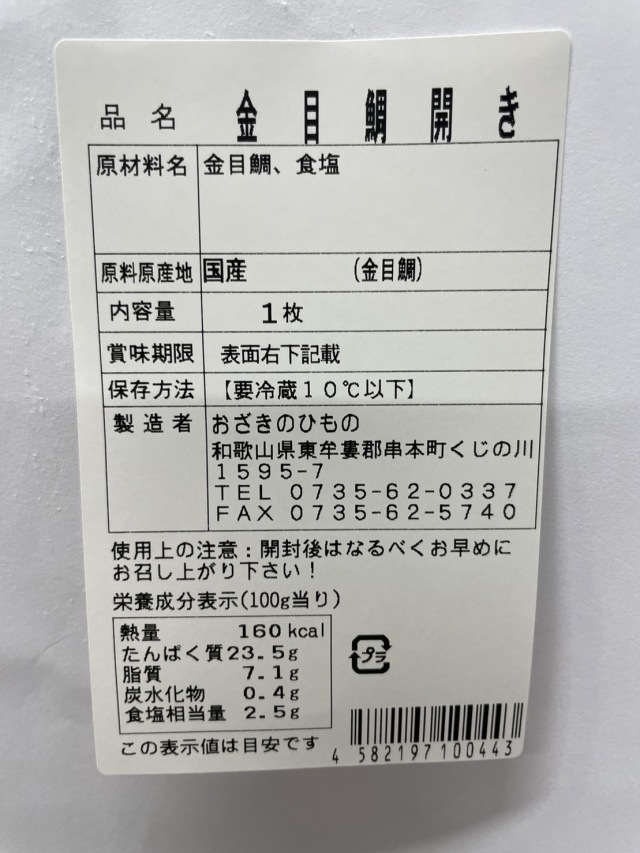 品名 金目鯛開き
原材料名 金目鯛、食塩
原料原産地 国産 (金目鯛)
内容量 1枚
賞味期限 表面右下記載
保存方法 【要冷蔵10℃以下】
製造者 おざきのひもの
和歌山県東牟婁郡串本町くじの川
1595-7
TEL 0735-62-0337
FAX 0735-62-5740
使用上の注意:開封後はなるべくお早めに
お召し上がり下さい!
栄養成分表示(100g当り)
熱量 160kcal
たんぱく質23.5g
脂質 7.1g
炭水化物 0.4g
食塩相当量 2.5g
プラ
この表示値は目安です
4 582197 100443